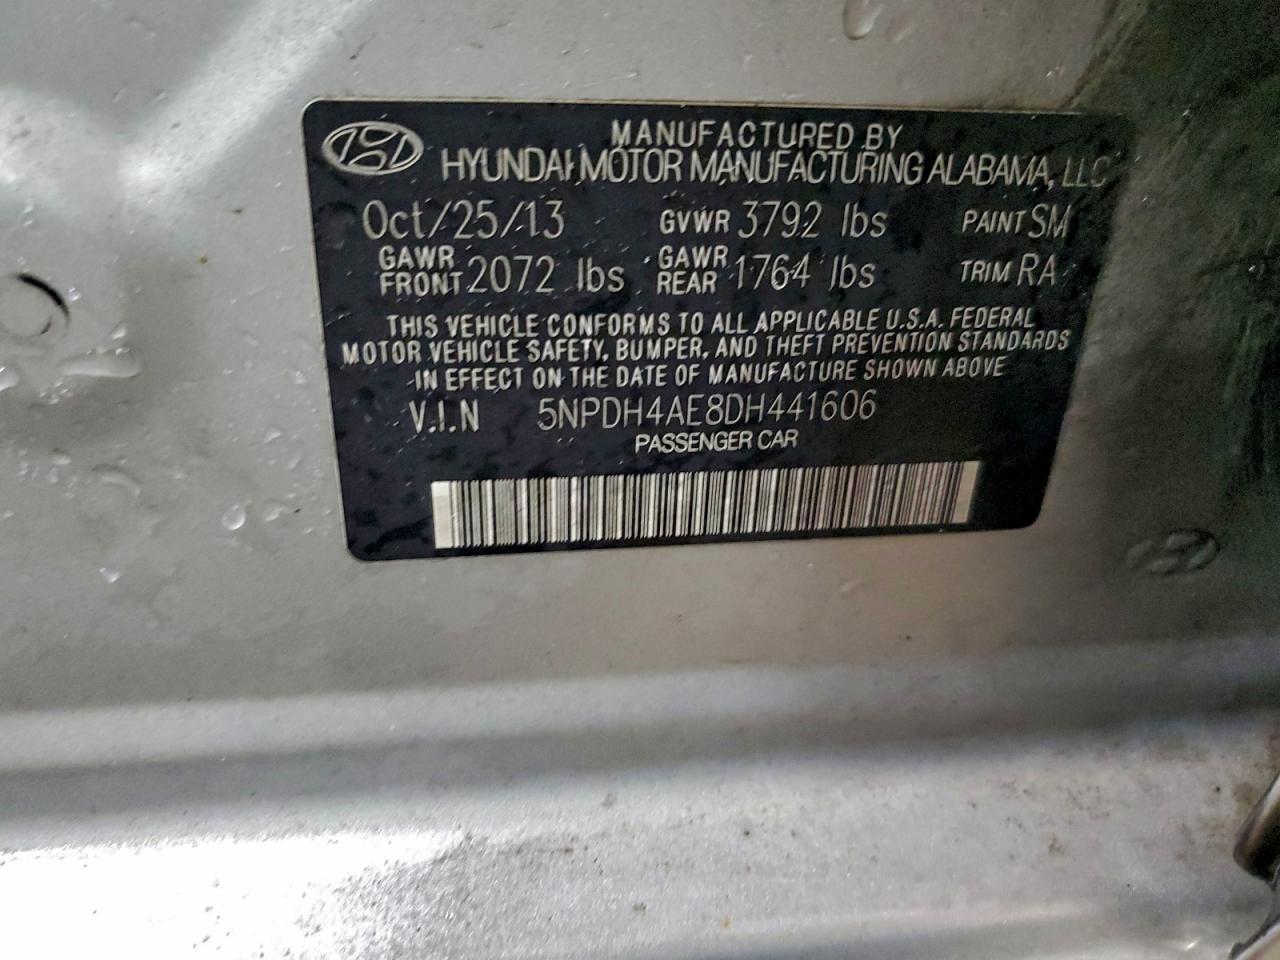 MANUFACTURED BY
HYUNDAI MOTOR MANUFACTURING ALABAMA, LLC
Oct/25/13 GVWR 3792 lbs PAINT SM
GAWR FRONT 2072 lbs GAWR REAR 1764 lbs TRIM RA
THIS VEHICLE CONFORMS TO ALL APPLICABLE U.S.A. FEDERAL
MOTOR VEHICLE SAFETY, BUMPER, AND THEFT PREVENTION STANDARDS
IN EFFECT ON THE DATE OF MANUFACTURE SHOWN ABOVE
V.I.N 5NPDH4AE8DH441606
PASSENGER CAR